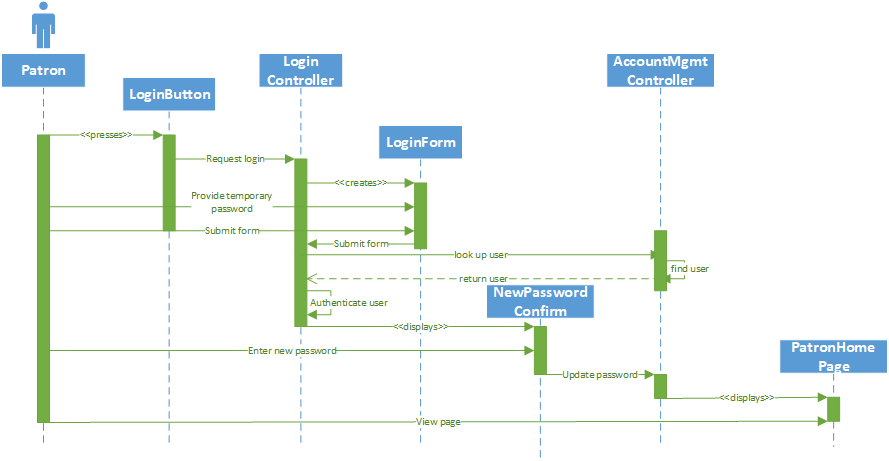 Patron
LoginButton
Login
Controller
LoginForm
AccountMgmt
Controller
<<presses>>
Request login
<<creates>>
Provide temporary
password
Submit form
Submit form
look up user
find user
return user
Authenticate user
NewPassword
Confirm
<<displays>>
Enter new password
PatronHome
Page
Update password
<<displays>>
View page